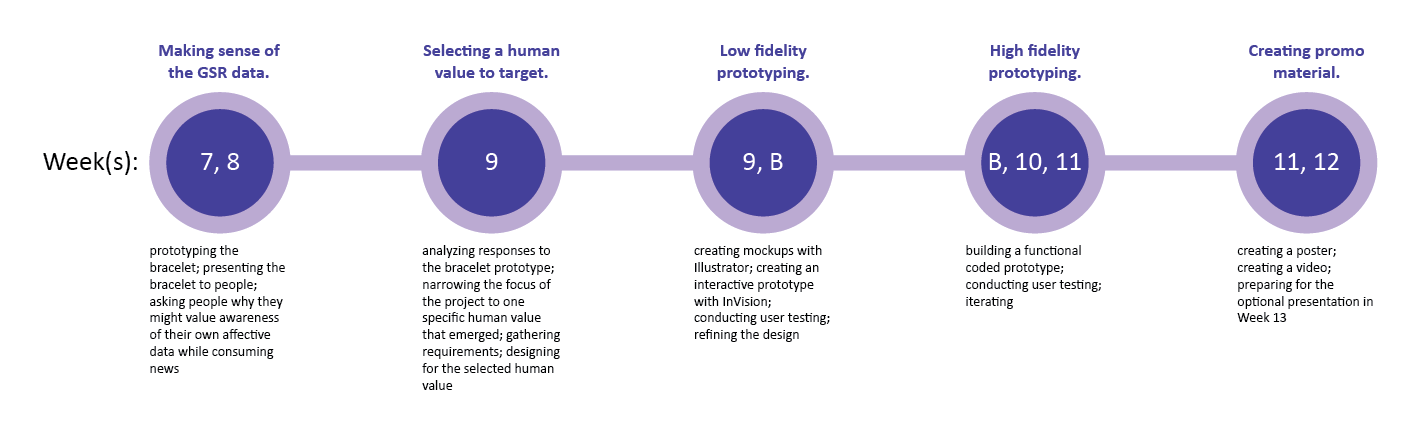 Making sense of
the GSR data.
Selecting a human
value to target.
Low fidelity
prototyping.
High fidelity
prototyping.
Creating promo
material.
Week(s):
7, 8
9
9, B
B, 10, 11
11, 12
prototyping the
bracelet; presenting the
bracelet to people;
asking people why they
might value awareness
of their own affective
data while consuming
news
analyzing responses to
the bracelet prototype;
narrowing the focus of
the project to one
specific human value
that emerged; gathering
requirements; designing
for the selected human
value
creating mockups with
Illustrator; creating an
interactive prototype
with InVision;
conducting user testing;
refining the design
building a functional
coded prototype;
conducting user testing;
iterating
creating a poster;
creating a video;
preparing for the
optional presentation in
Week 13